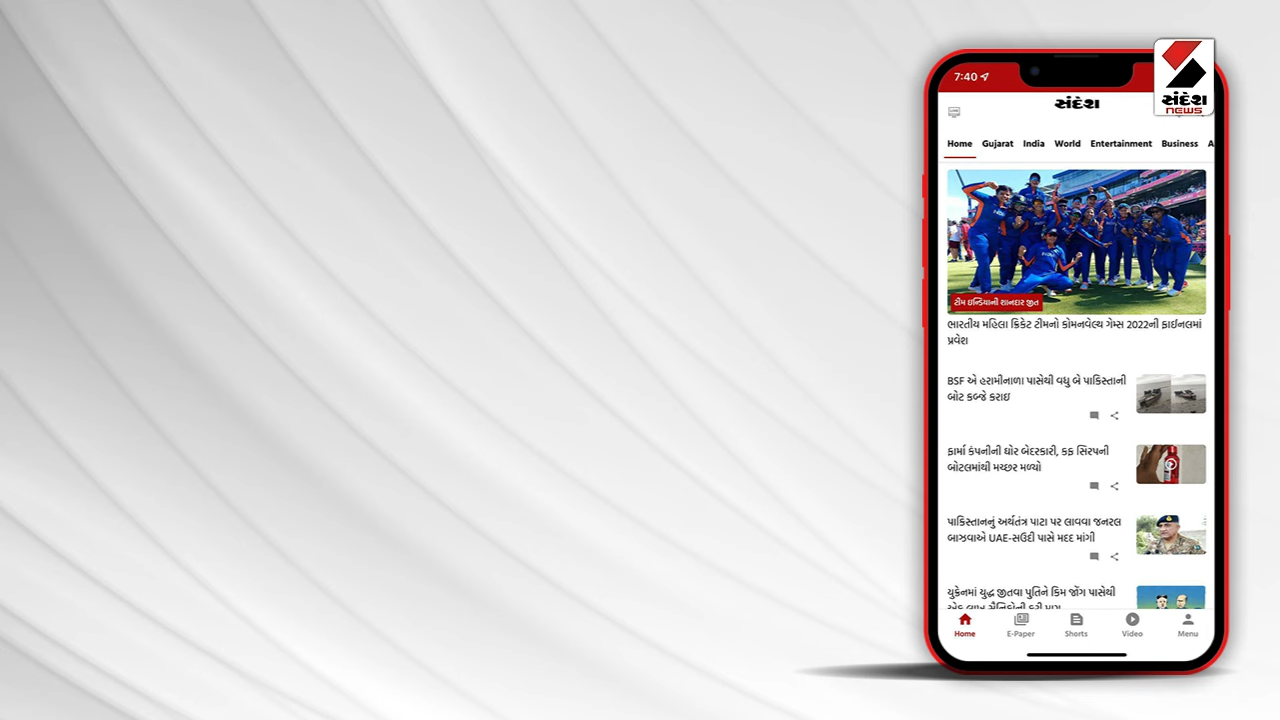 7:40
સંદેશ
NEWS
સંદેશ
Home Gujarat India World Entertainment Business A
ટીમ ઇન્ડિયાની શાનદાર જીત
ભારતીય મહિલા ક્રિકેટ ટીમનો કોમનવેલ્થ ગેમ્સ 2022ની ફાઈનલમાં
પ્રવેશ
BSF એ હરામીનાળા પાસેથી વધુ બે પાકિસ્તાની
બોટ કબ્જે કરાઇ
ફાર્મા કંપનીની ઘોર બેદરકારી, કફ સિરપની
બોટલમાંથી મચ્છર મળ્યો
પાકિસ્તાનનું અર્થતંત્ર પાટા પર લાવવા જનરલ
બાઝવાએ UAE-સઉદી પાસે મદદ માંગી
યુક્રેનમાં યુદ્ધ જીતવા પુતિને કિમ જોંગ પાસેથી
Home E-Paper Shorts Video Menu